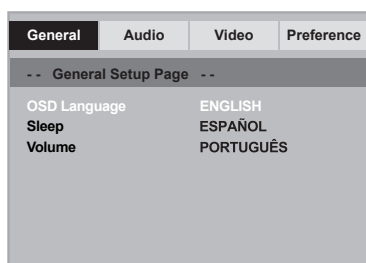 General Audio Video Preference
- - General Setup Page - -
OSD Language ENGLISH
Sleep ESPAÑOL
Volume PORTUGUÊS